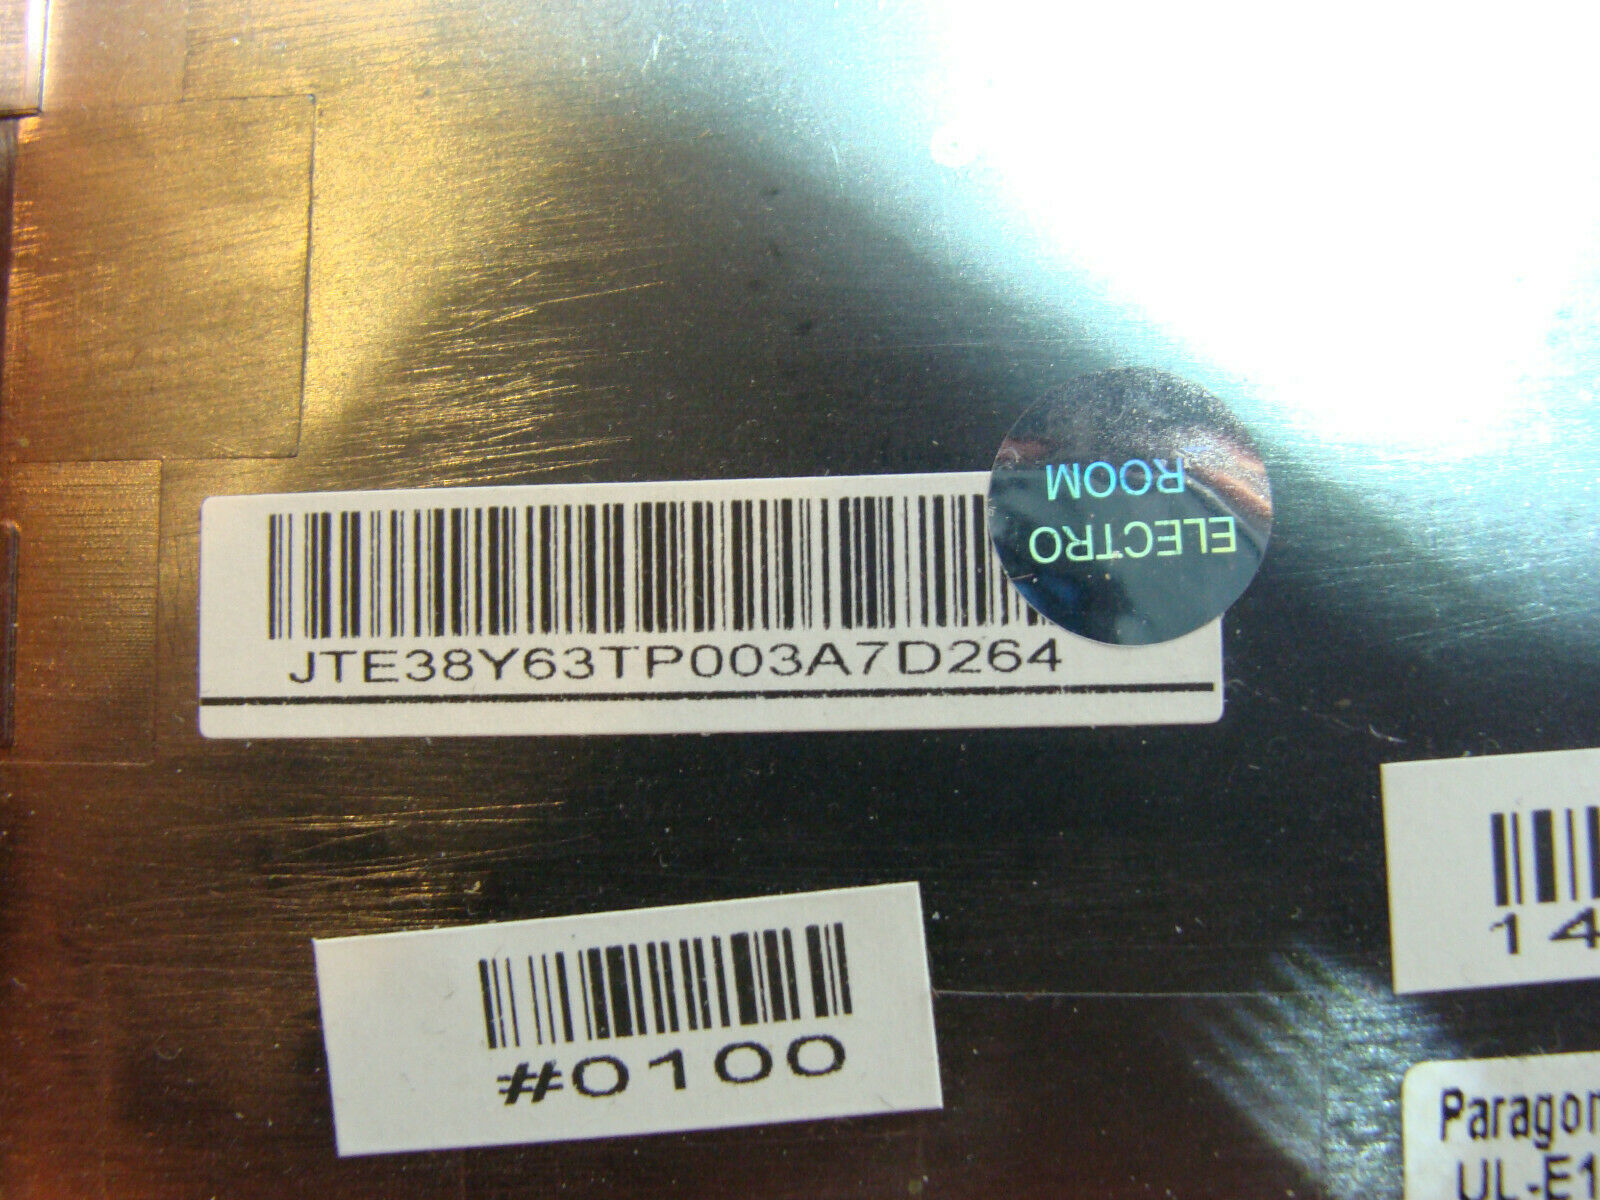 ELECTRO
ROOM
JTE38Y63TP003A7D264
#0100
14
Paragon
UL-E1